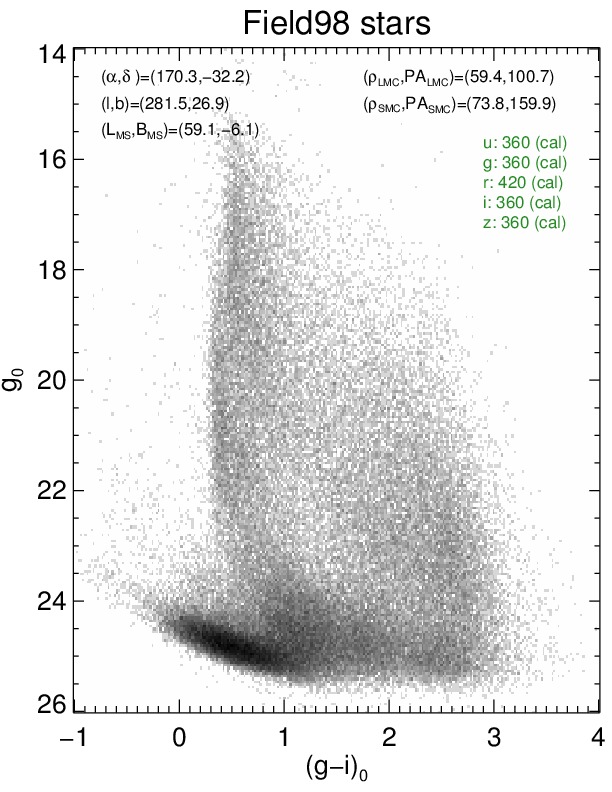 Field98 stars
14
(α,δ )=(170.3,−32.2)
(ρLMC,PALMC)=(59.4,100.7)
(l,b)=(281.5,26.9)
(ρSMC,PASMC)=(73.8,159.9)
(LMS,BMS)=(59.1,−6.1)
u: 360 (cal)
16
g: 360 (cal)
r: 420 (cal)
i: 360 (cal)
z: 360 (cal)
18
g0
20
22
24
26
−1 0 1 2 3 4
(g−i)0